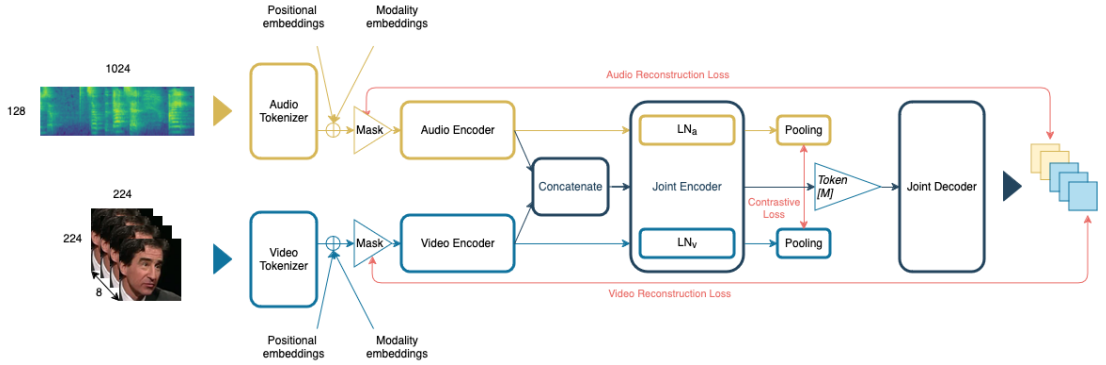 Positional
embeddings
Modality
embeddings
1024
128
Audio
Tokenizer
Mask
Audio Encoder
Audio Reconstruction Loss
LNa
Pooling
Concatenate
Joint Encoder
Contrastive
Loss
Token
[M]
Joint Decoder
224
224
8
Video
Tokenizer
Mask
Video Encoder
LNv
Pooling
Video Reconstruction Loss
Positional
embeddings
Modality
embeddings